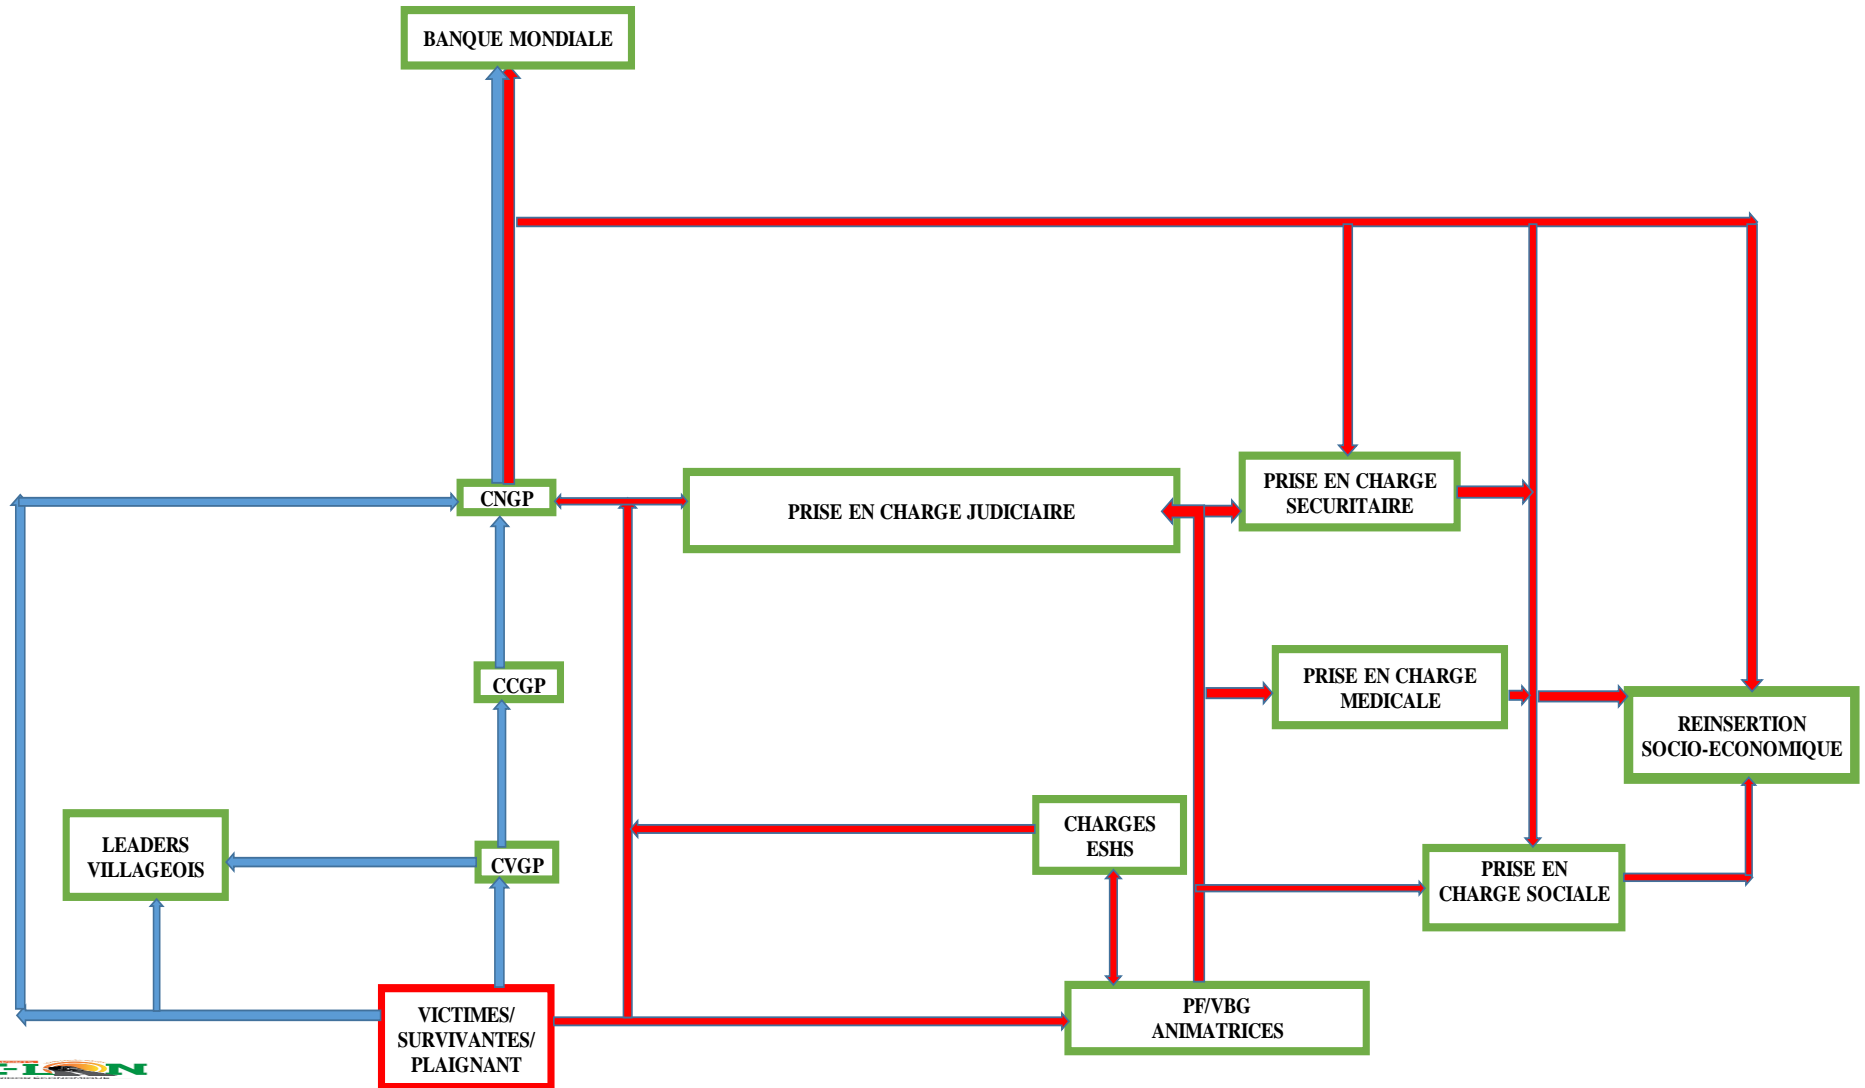 BANQUE MONDIALE
PRISE EN CHARGE
SECURITAIRE
CNGP
PRISE EN CHARGE JUDICIAIRE
PRISE EN CHARGE
MEDICALE
CCGP
REINSERTION
SOCIO-ECONOMIQUE
CHARGES
ESHS
LEADERS
VILLAGEOIS
CVGP
PRISE EN
CHARGE SOCIALE
VICTIMES/
SURVIVANTES/
PLAIGNANT
PF/VBG
ANIMATRICES